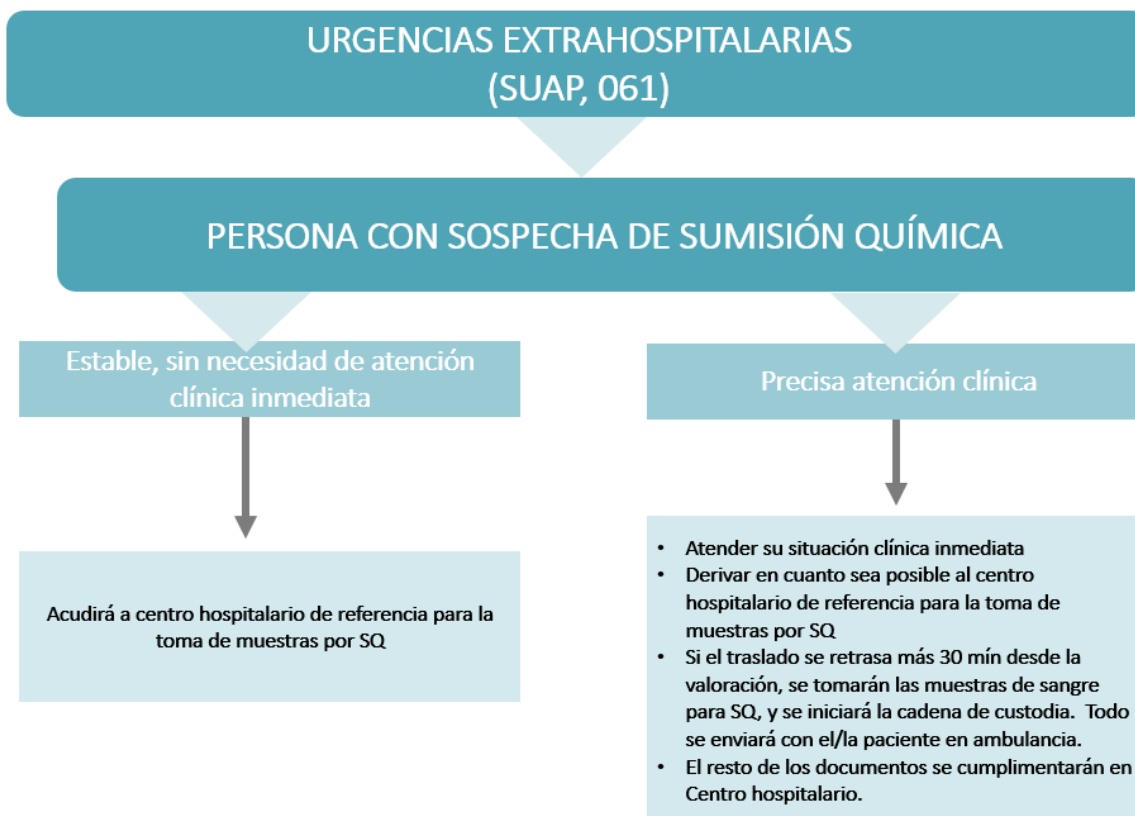 URGENCIAS EXTRAHOSPITALARIAS
(SUAP, 061)
PERSONA CON SOSPECHA DE SUMISIÓN QUÍMICA
Estable, sin necesidad de atención
clínica inmediata
Precisa atención clínica
Acudirá a centro hospitalario de referencia para la
toma de muestras por SQ
• Atender su situación clínica inmediata
• Derivar en cuanto sea posible al centro
hospitalario de referencia para la toma de
muestras por SQ
• Si el traslado se retrasa más 30 mín desde la
valoración, se tomarán las muestras de sangre
para SQ, y se iniciará la cadena de custodia. Todo
se enviará con el/la paciente en ambulancia.
• El resto de los documentos se cumplimentarán en
Centro hospitalario.